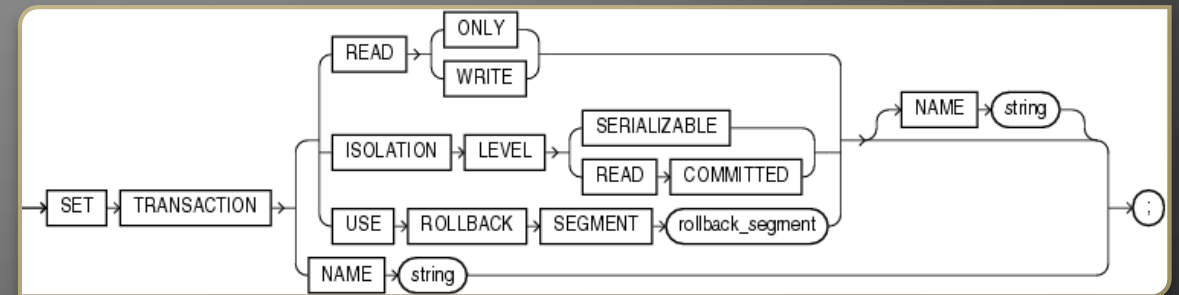 ONLY
READ
WRITE
NAME string
SERIALIZABLE
ISOLATION LEVEL
READ COMMITTED
SET TRANSACTION ;
USE ROLLBACK SEGMENT rollback_segment
NAME string